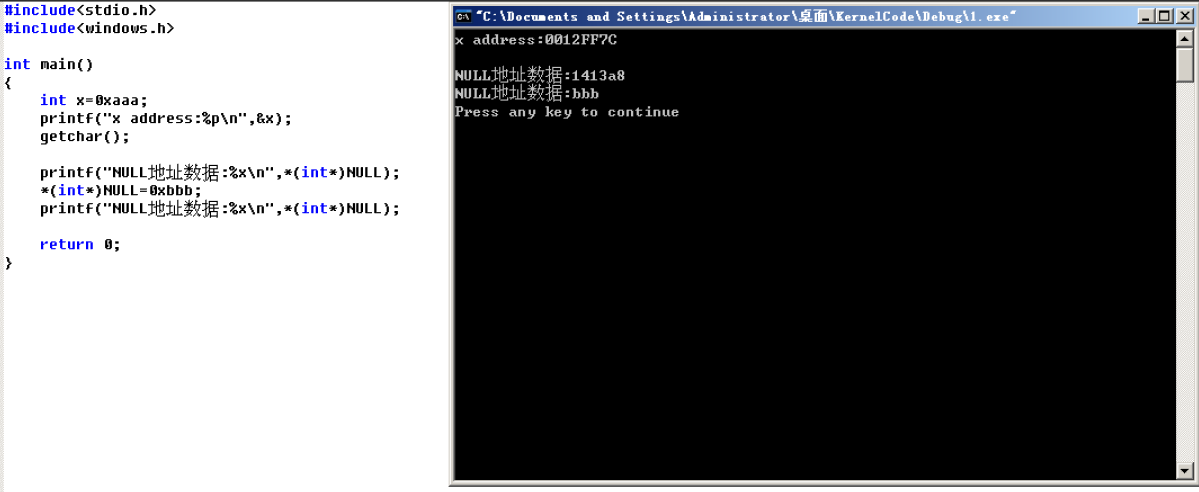 #include<stdio.h>
#include<windows.h>
int main()
{
int x=0xaaa;
printf("x address:%p\n",&x);
getchar();
printf("NULL地址数据:%x\n",*(int*)NULL);
*(int*)NULL=0xbbb;
printf("NULL地址数据:%x\n",*(int*)NULL);
return 0;
}
"C:\Documents and Settings\Administrator\桌面\KernelCode\Debug\1.exe"
x address:0012FF7C
NULL地址数据:1413a8
NULL地址数据:bbb
Press any key to continue